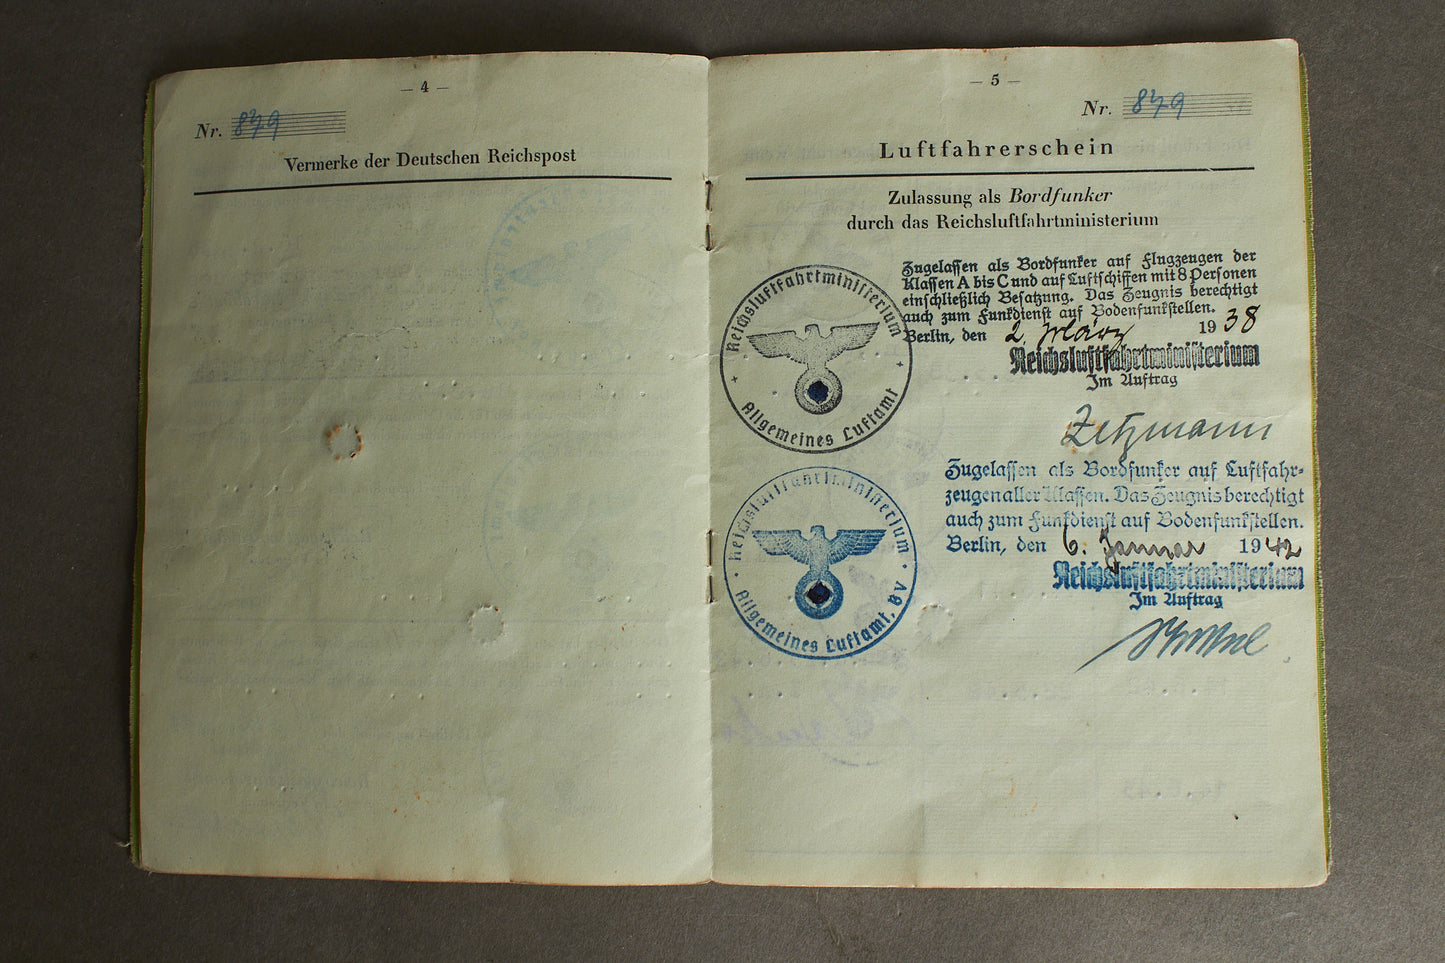 — 4 —
Nr. 879
Vermerke der Deutschen Reichspost
— 5 —
Nr. 879
Luftfahrerschein
Zulassung als Bordfunker
durch das Reichsluftfahrtministerium
Zugelassen als Bordfunker auf Flugzeugen der
Klassen A bis C und auf Luftschiffen mit 8 Personen
einschließlich Besatzung. Das Zeugnis berechtigt
auch zum Funkdienst auf Bodenfunkstellen.
Berlin, den 2. März 1938
Reichsluftfahrtministerium
Im Auftrag
Reichsluftfahrtministerium
Allgemeines Luftamt
Zugelassen als Bordfunker auf Luftfahr-
zeugen aller Klassen. Das Zeugnis berechtigt
auch zum Funkdienst auf Bodenfunkstellen.
Berlin, den 6. Januar 1942
Reichsluftfahrtministerium
Im Auftrag
Reichsluftfahrtministerium
Allgemeines Luftamt, BV